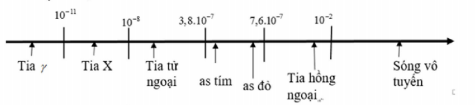 10⁻¹¹ 10⁻⁸ 3,8.10⁻⁷ 7,6.10⁻⁷ 10⁻²
Tia γ Tia X Tia tử ngoại as tím as đỏ Tia hồng ngoại Sóng vô tuyến